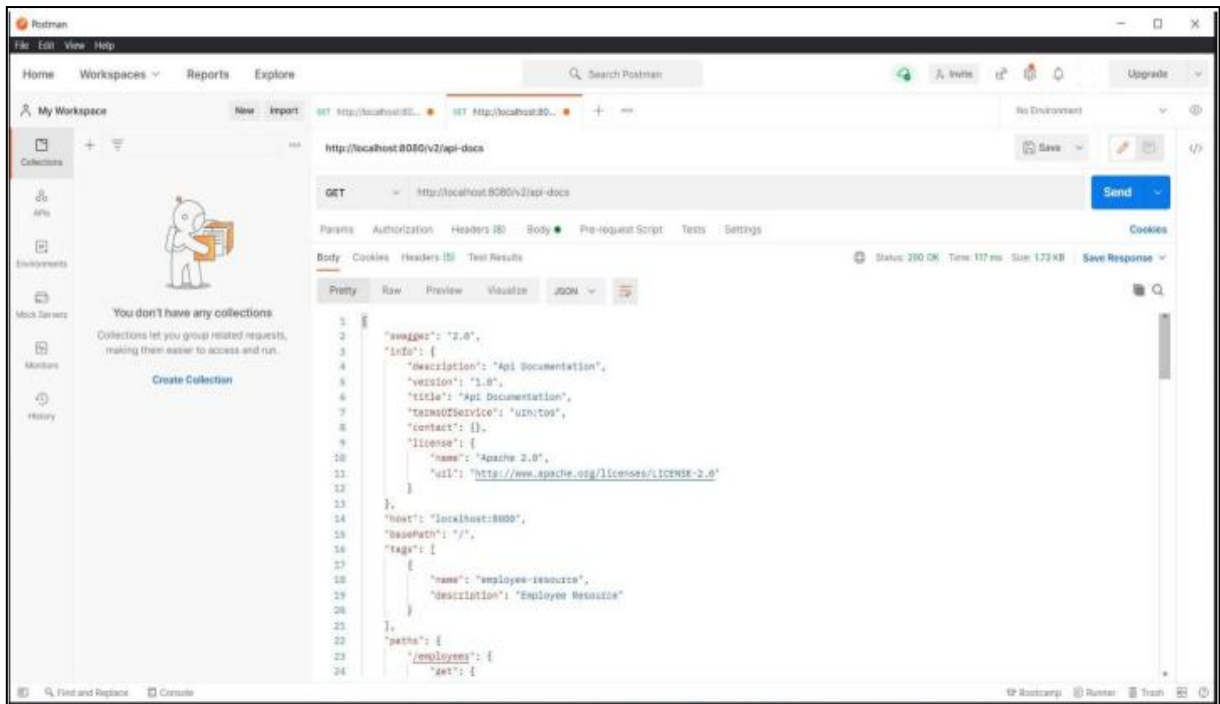 Postman
File Edit View Help
Home Workspaces Reports Explore Search Postman Invite Upgrade
My Workspace New Import GET http://localhost:80... GET http://localhost:80... + ooo No Environment
Collections
APIs
Environments
Mock Servers
Monitors
History
You don't have any collections
Collections let you group related requests,
making them easier to access and run.
Create Collection
http://localhost:8080/v2/api-docs Save
GET http://localhost:8080/v2/api-docs Send
Params Authorization Headers (8) Body Pre-request Script Tests Settings Cookies
Body Cookies Headers (5) Test Results Status: 200 OK Time: 117 ms Size: 1.73 KB Save Response
Pretty Raw Preview Visualize JSON
1 {
2 "swagger": "2.0",
3 "info": {
4 "description": "Api Documentation",
5 "version": "1.0",
6 "title": "Api Documentation",
7 "termsOfService": "urn:tos",
8 "contact": {},
9 "license": {
10 "name": "Apache 2.0",
11 "url": "http://www.apache.org/licenses/LICENSE-2.0"
12 }
13 },
14 "host": "localhost:8080",
15 "basePath": "/",
16 "tags": [
17 {
18 "name": "employee-resource",
19 "description": "Employee Resource"
20 }
21 ],
22 "paths": {
23 "/employees": {
24 "get": {
Find and Replace Console Bootcamp Runner Trash